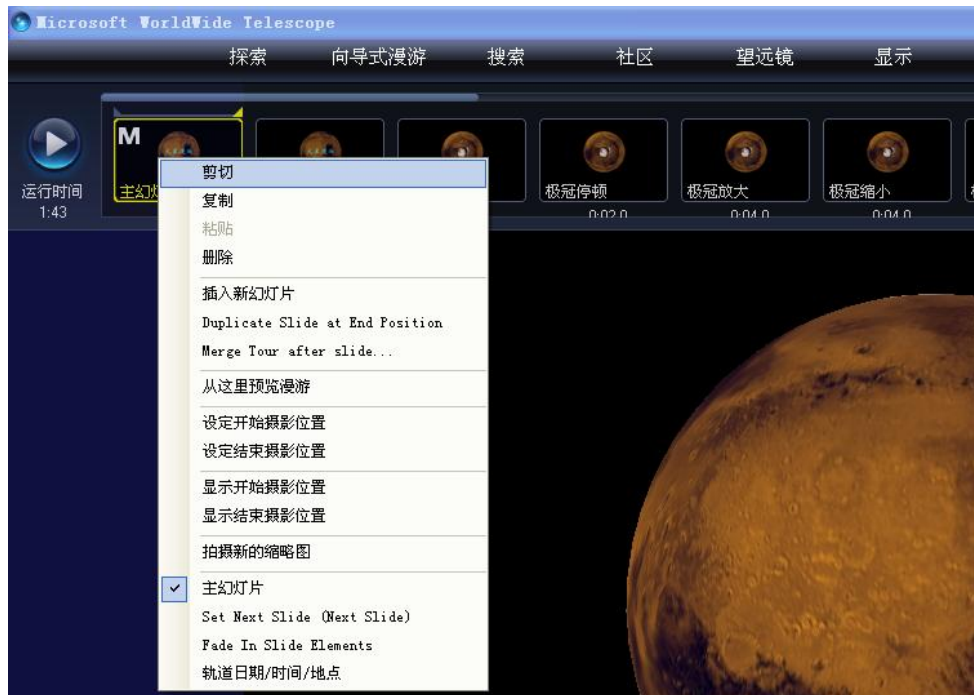 Microsoft WorldWide Telescope
探索 向导式漫游 搜索 社区 望远镜 显示
M
运行时间
1:43
主幻灯
极冠停顿
极冠放大
极冠缩小
0:02.0
0:04.0
0:04.0
剪切
复制
粘贴
删除
插入新幻灯片
Duplicate Slide at End Position
Merge Tour after slide...
从这里预览漫游
设定开始摄影位置
设定结束摄影位置
显示开始摄影位置
显示结束摄影位置
拍摄新的缩略图
主幻灯片
Set Next Slide (Next Slide)
Fade In Slide Elements
轨道日期/时间/地点